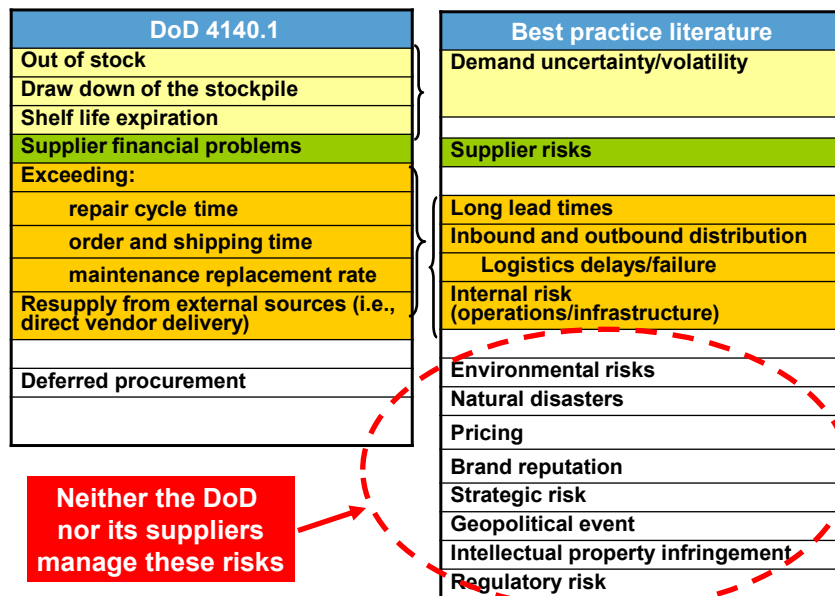 DoD 4140.1
Out of stock
Draw down of the stockpile
Shelf life expiration
Supplier financial problems
Exceeding:
repair cycle time
order and shipping time
maintenance replacement rate
Resupply from external sources (i.e.,
direct vendor delivery)
Deferred procurement
Best practice literature
Demand uncertainty/volatility
Supplier risks
Long lead times
Inbound and outbound distribution
Logistics delays/failure
Internal risk
(operations/infrastructure)
Environmental risks
Natural disasters
Pricing
Brand reputation
Strategic risk
Geopolitical event
Intellectual property infringement
Regulatory risk
Neither the DoD
nor its suppliers
manage these risks